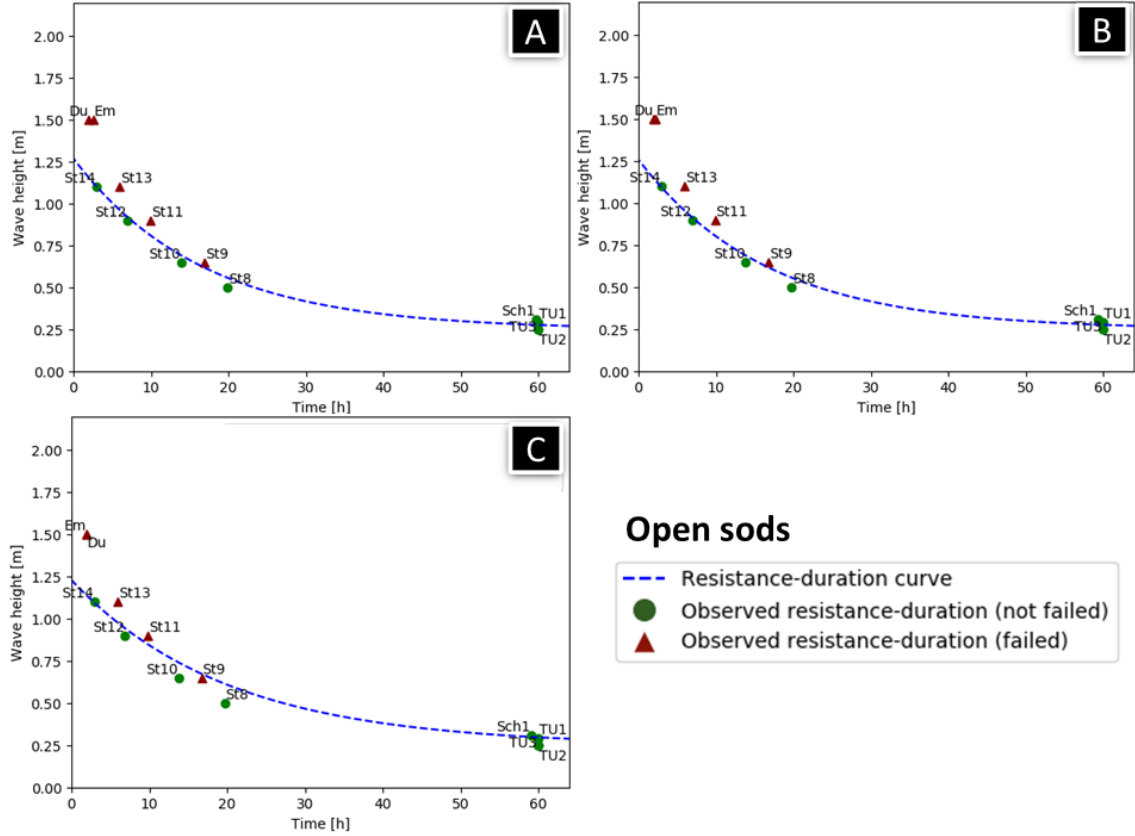 A
2.00
1.75
1.50
1.25
1.00
0.75
0.50
0.25
0.00
Wave height [m]
Du Em
St14 St13
St12 St11
St10 St9
St8
Sch1 TU1
TU3
TU2
0 10 20 30 40 50 60
Time [h]
B
2.00
1.75
1.50
1.25
1.00
0.75
0.50
0.25
0.00
Wave height [m]
Du Em
St14 St13
St12 St11
St10 St9
St8
Sch1 TU1
TU3
TU2
0 10 20 30 40 50 60
Time [h]
C
2.00
1.75
1.50
1.25
1.00
0.75
0.50
0.25
0.00
Wave height [m]
Em
Du
St14 St13
St12 St11
St10 St9
St8
Sch1 TU1
TU3
TU2
0 10 20 30 40 50 60
Time [h]
Open sods
Resistance-duration curve
Observed resistance-duration (not failed)
Observed resistance-duration (failed)